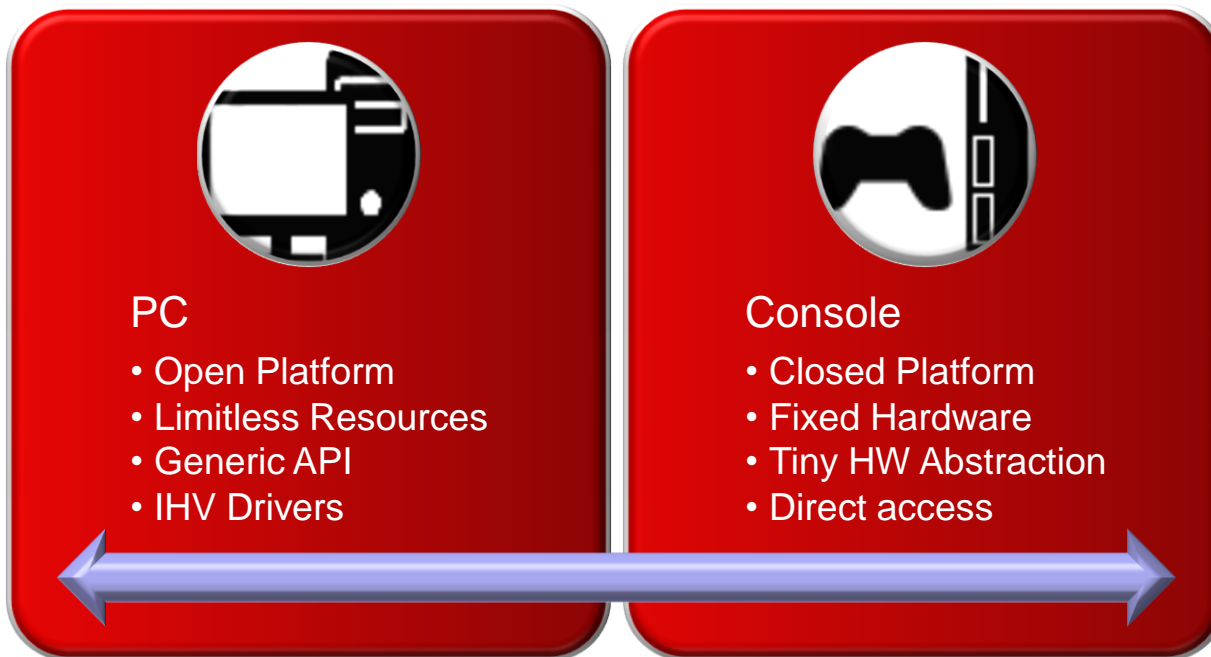 PC
• Open Platform
• Limitless Resources
• Generic API
• IHV Drivers
Console
• Closed Platform
• Fixed Hardware
• Tiny HW Abstraction
• Direct access